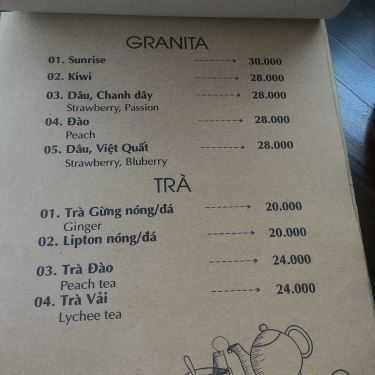 GRANITA
01. Sunrise 30.000
02. Kiwi 28.000
03. Dâu, Chanh dây 28.000
Strawberry, Passion
04. Đào 28.000
Peach
05. Dâu, Việt Quất 28.000
Strawberry, Bluberry
TRÀ
01. Trà Gừng nóng/đá 20.000
Ginger
02. Lipton nóng/đá 20.000
03. Trà Đào 24.000
Peach tea
04. Trà Vải 24.000
Lychee tea